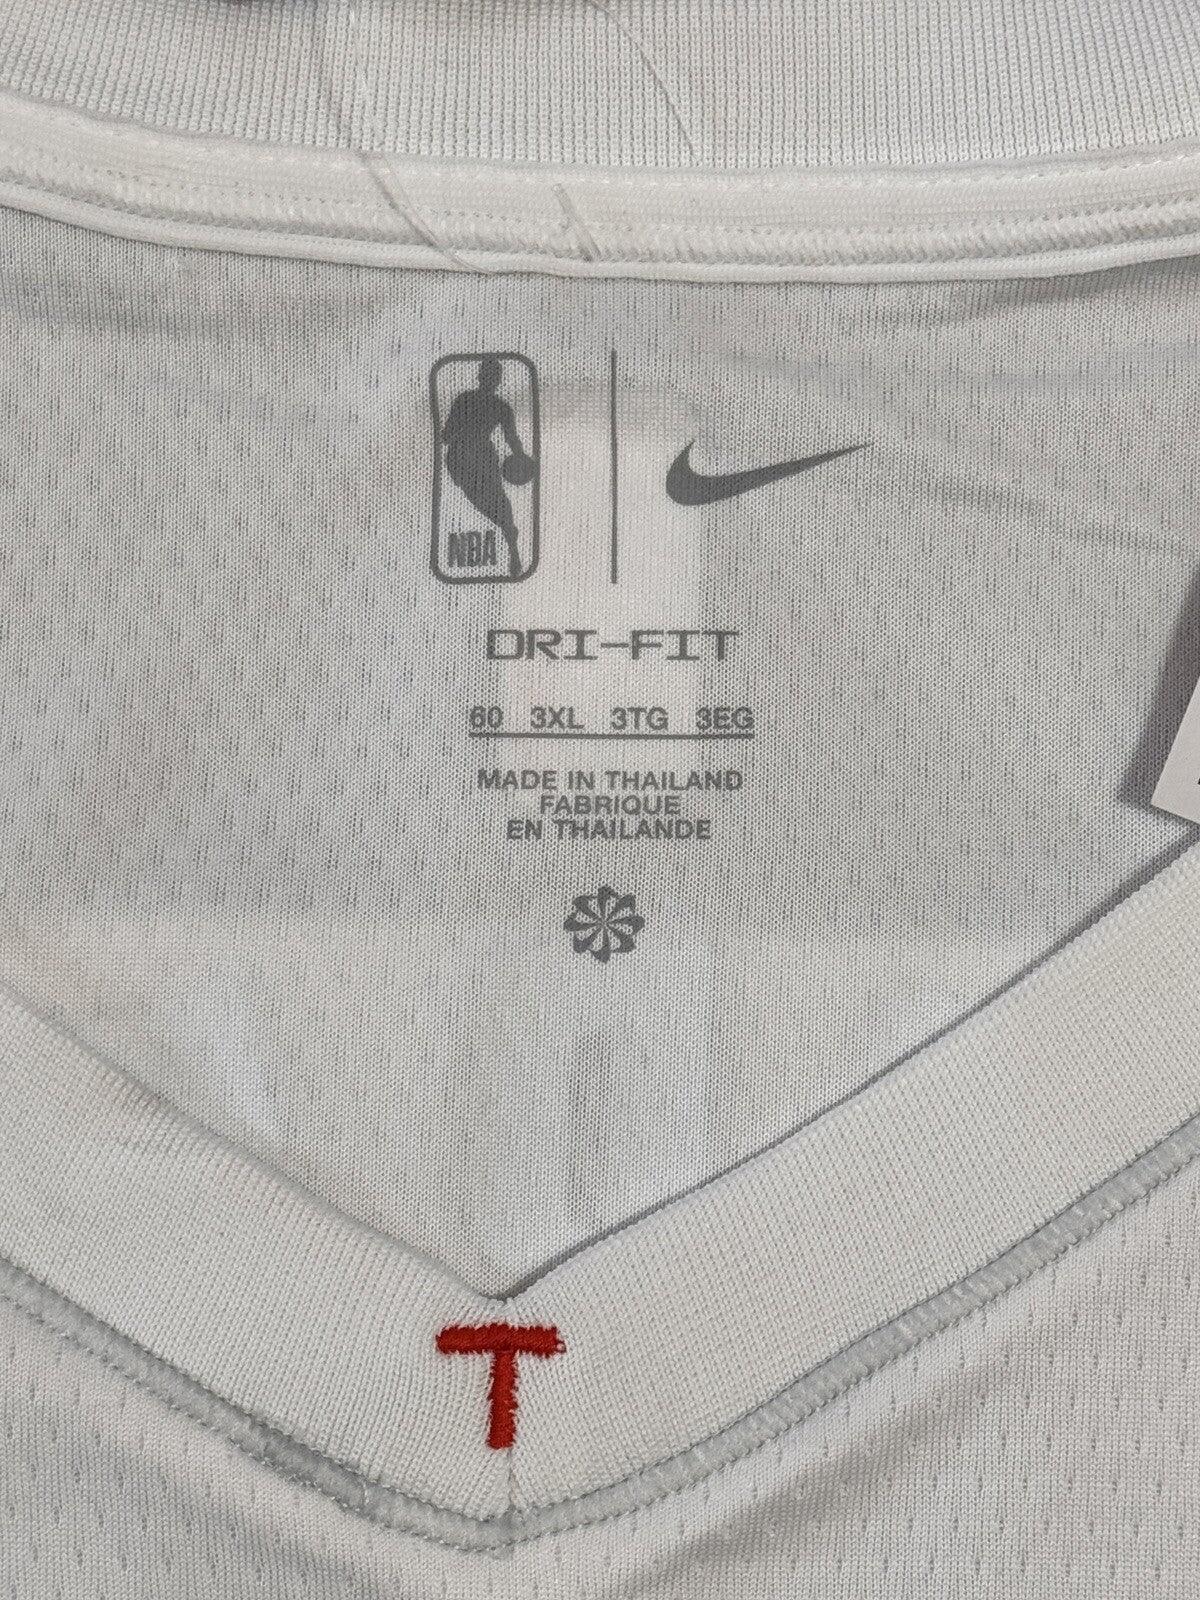 NBA
DRI-FIT
60 3XL 3TG 3EG
MADE IN THAILAND
FABRIQUE
EN THAILANDE
T